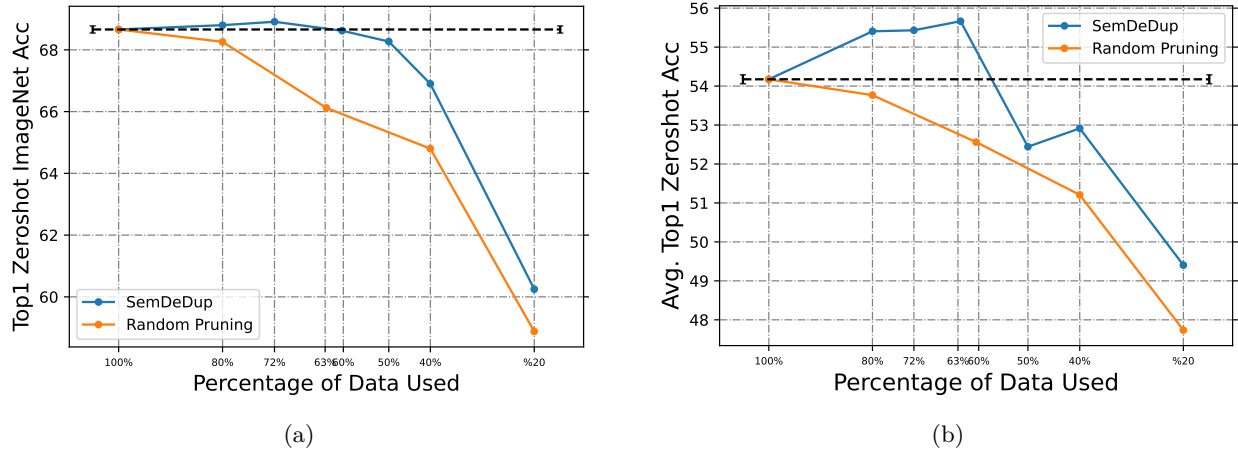 Top1 Zeroshot ImageNet Acc
68
66
64
62
60
SemDeDup
Random Pruning
100% 80% 72% 63% 60% 50% 40% %20
Percentage of Data Used
(a)
Avg. Top1 Zeroshot Acc
56
55
54
53
52
51
50
49
48
SemDeDup
Random Pruning
100% 80% 72% 63% 60% 50% 40% %20
Percentage of Data Used
(b)